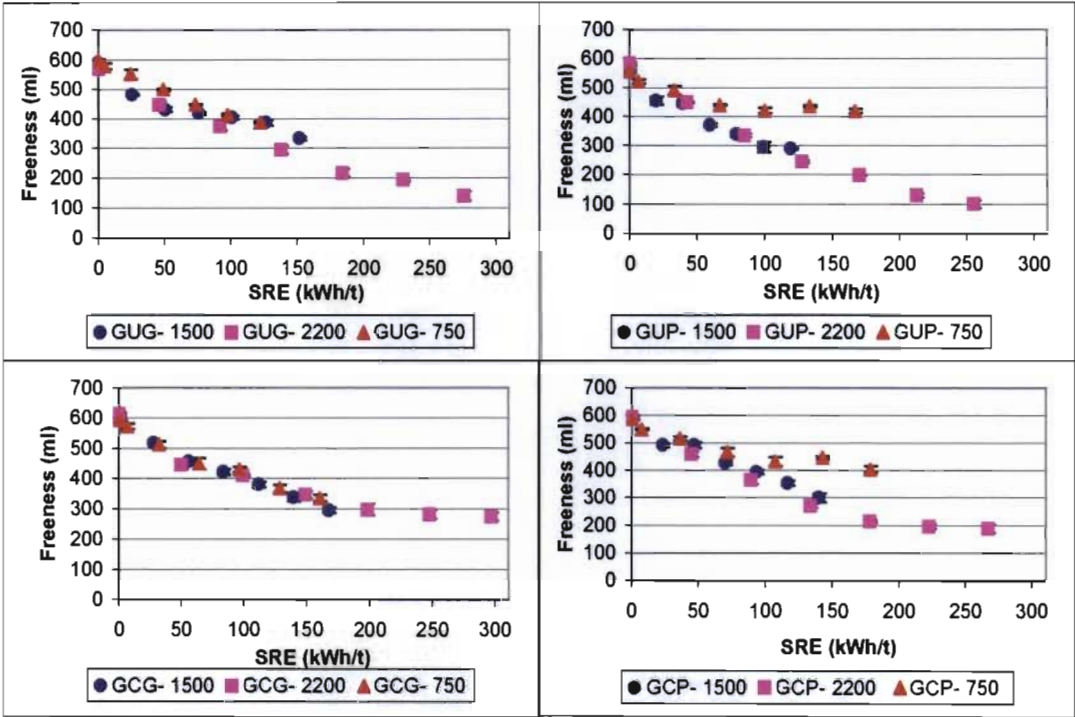 700
600
500
400
300
200
100
0
Freeness (ml)
0 50 100 150 200 250 300
SRE (kWh/t)
GUG- 1500 GUG- 2200 GUG- 750
700
600
500
400
300
200
100
0
Freeness (ml)
0 50 100 150 200 250 300
SRE (kWh/t)
GUP- 1500 GUP- 2200 GUP- 750
700
600
500
400
300
200
100
0
Freeness (ml)
0 50 100 150 200 250 300
SRE (kWh/t)
GCG- 1500 GCG- 2200 GCG- 750
700
600
500
400
300
200
100
0
Freeness (ml)
0 50 100 150 200 250 300
SRE (kWh/t)
GCP- 1500 GCP- 2200 GCP- 750